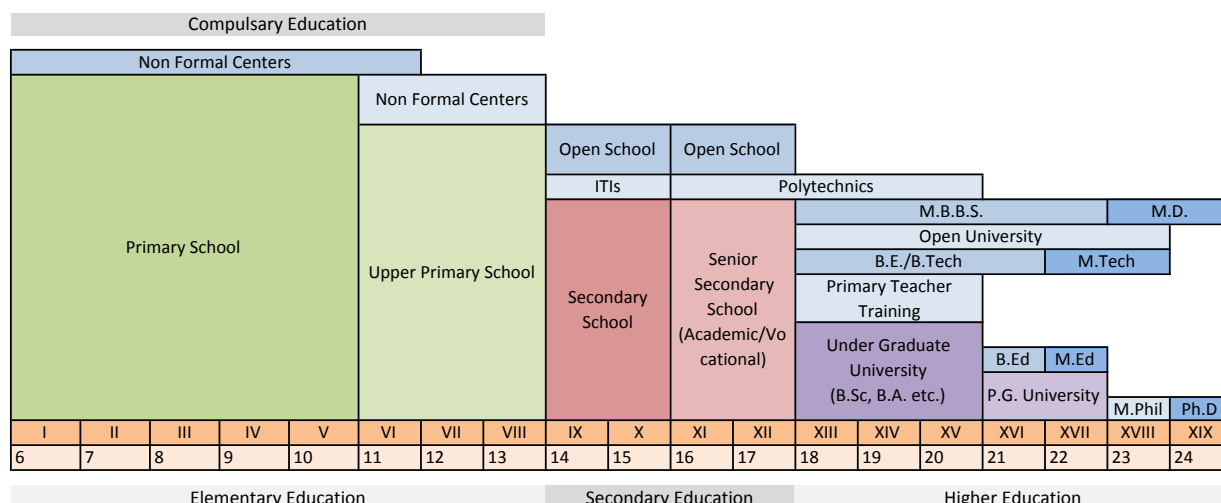 Compulsary Education
Non Formal Centers
Non Formal Centers
Open School
Open School
ITIs
Polytechnics
M.B.B.S.
M.D.
Open University
B.E./B.Tech
M.Tech
Primary School
Upper Primary School
Secondary
School
Senior
Secondary
School
(Academic/Vo
cational)
Primary Teacher
Training
Under Graduate
University
(B.Sc, B.A. etc.)
B.Ed
M.Ed
P.G. University
M.Phil
Ph.D
I II III IV V VI VII VIII IX X XI XII XIII XIV XV XVI XVII XVIII XIX
6 7 8 9 10 11 12 13 14 15 16 17 18 19 20 21 22 23 24
Elementary Education Secondary Education Higher Education